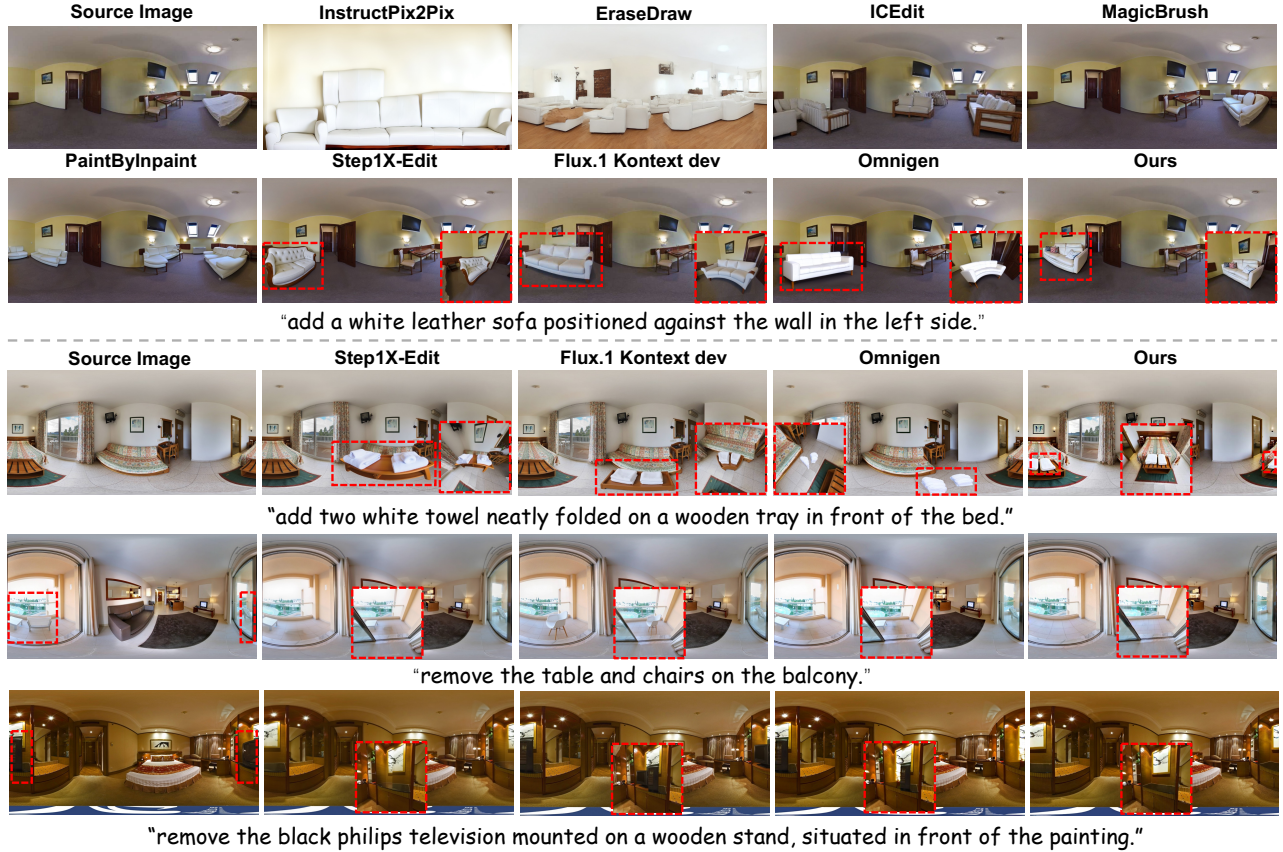 Source Image InstructPix2Pix EraseDraw ICEdit MagicBrush
PaintByInpaint Step1X-Edit Flux.1 Kontext dev Omnigen Ours
"add a white leather sofa positioned against the wall in the left side."
Source Image Step1X-Edit Flux.1 Kontext dev Omnigen Ours
"add two white towel neatly folded on a wooden tray in front of the bed."
"remove the table and chairs on the balcony."
"remove the black philips television mounted on a wooden stand, situated in front of the painting."